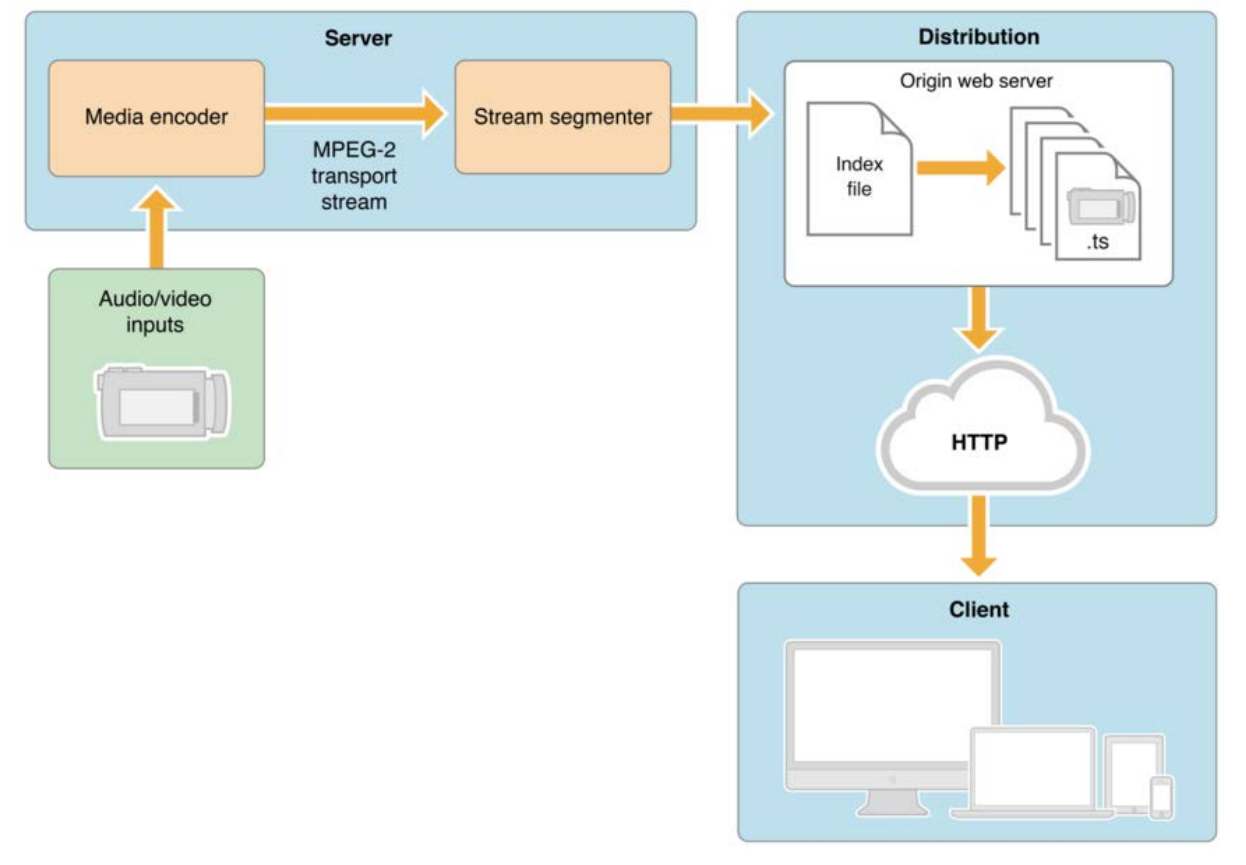 Server
Media encoder
MPEG-2
transport
stream
Stream segmenter
Audio/video
inputs
Distribution
Origin web server
Index
file
.ts
HTTP
Client